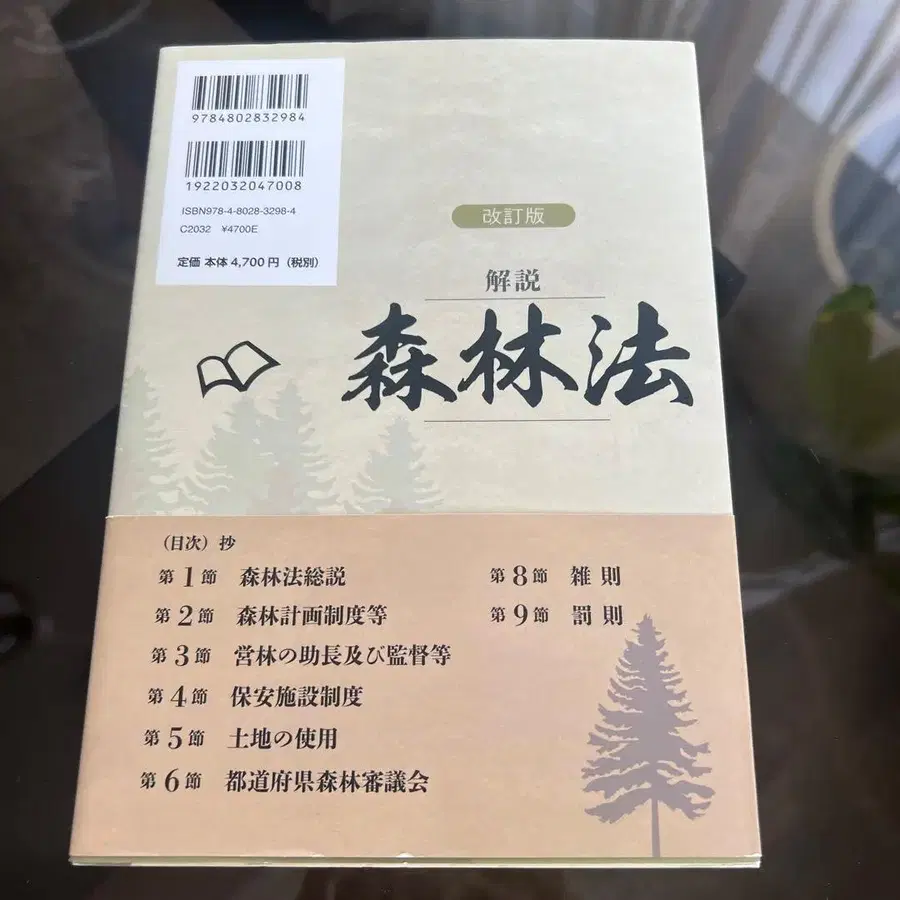 9784802832984
1922032047008
ISBN978-4-8028-3298-4
C2032 ¥4700E
定価 本体 4,700 円（税別）
改訂版
解説
森林法
（目次）抄
第1節 森林法総説
第2節 森林計画制度等
第3節 営林の助長及び監督等
第4節 保安施設制度
第5節 土地の使用
第6節 都道府県森林審議会
第8節 雑則
第9節 罰則